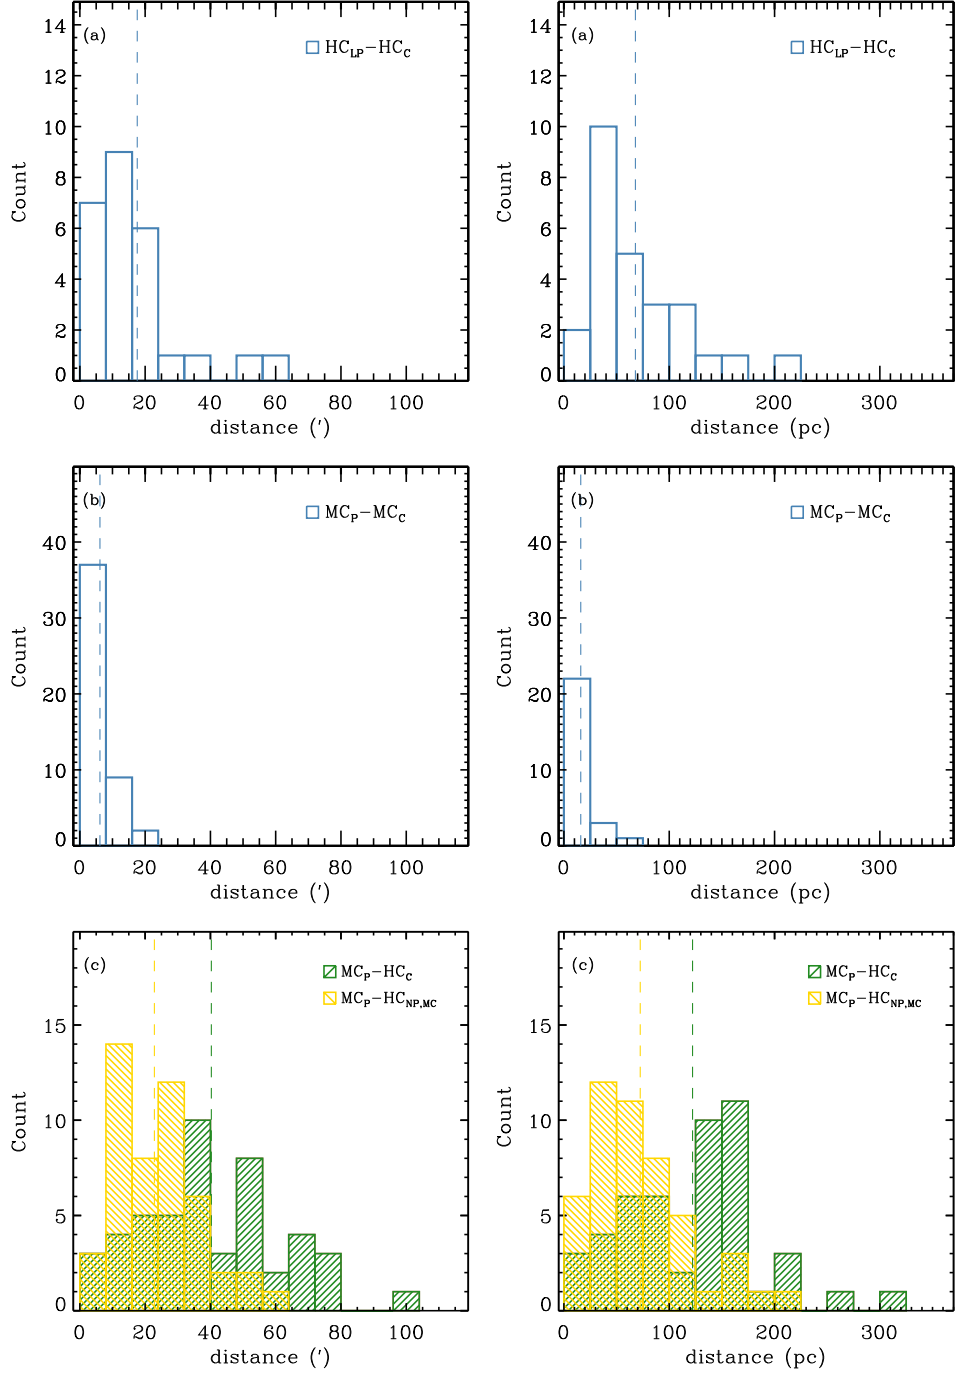 (a)
HC_LP−HC_C
14
12
10
8
6
4
2
0
Count
0 20 40 60 80 100
distance (′)
(a)
HC_LP−HC_C
14
12
10
8
6
4
2
0
Count
0 100 200 300
distance (pc)
(b)
MC_P−MC_C
40
30
20
10
0
Count
0 20 40 60 80 100
distance (′)
(b)
MC_P−MC_C
40
30
20
10
0
Count
0 100 200 300
distance (pc)
(c)
MC_P−HC_C
MC_P−HC_NP,MC
15
10
5
0
Count
0 20 40 60 80 100
distance (′)
(c)
MC_P−HC_C
MC_P−HC_NP,MC
15
10
5
0
Count
0 100 200 300
distance (pc)